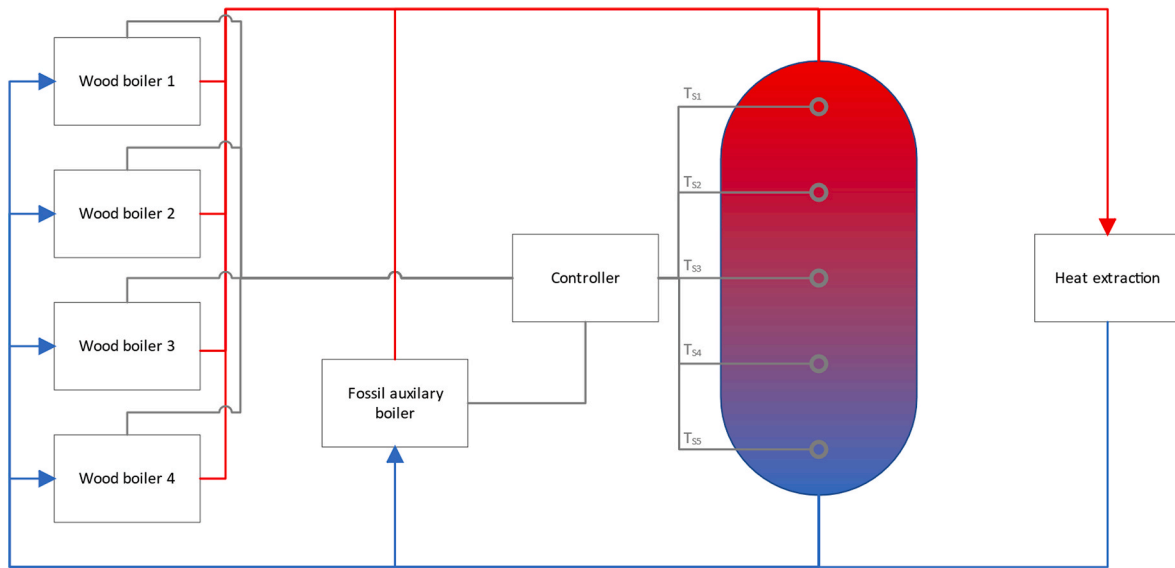 Wood boiler 1
Wood boiler 2
Wood boiler 3
Wood boiler 4
Fossil auxilary
boiler
Controller
TS1
TS2
TS3
TS4
TS5
Heat extraction